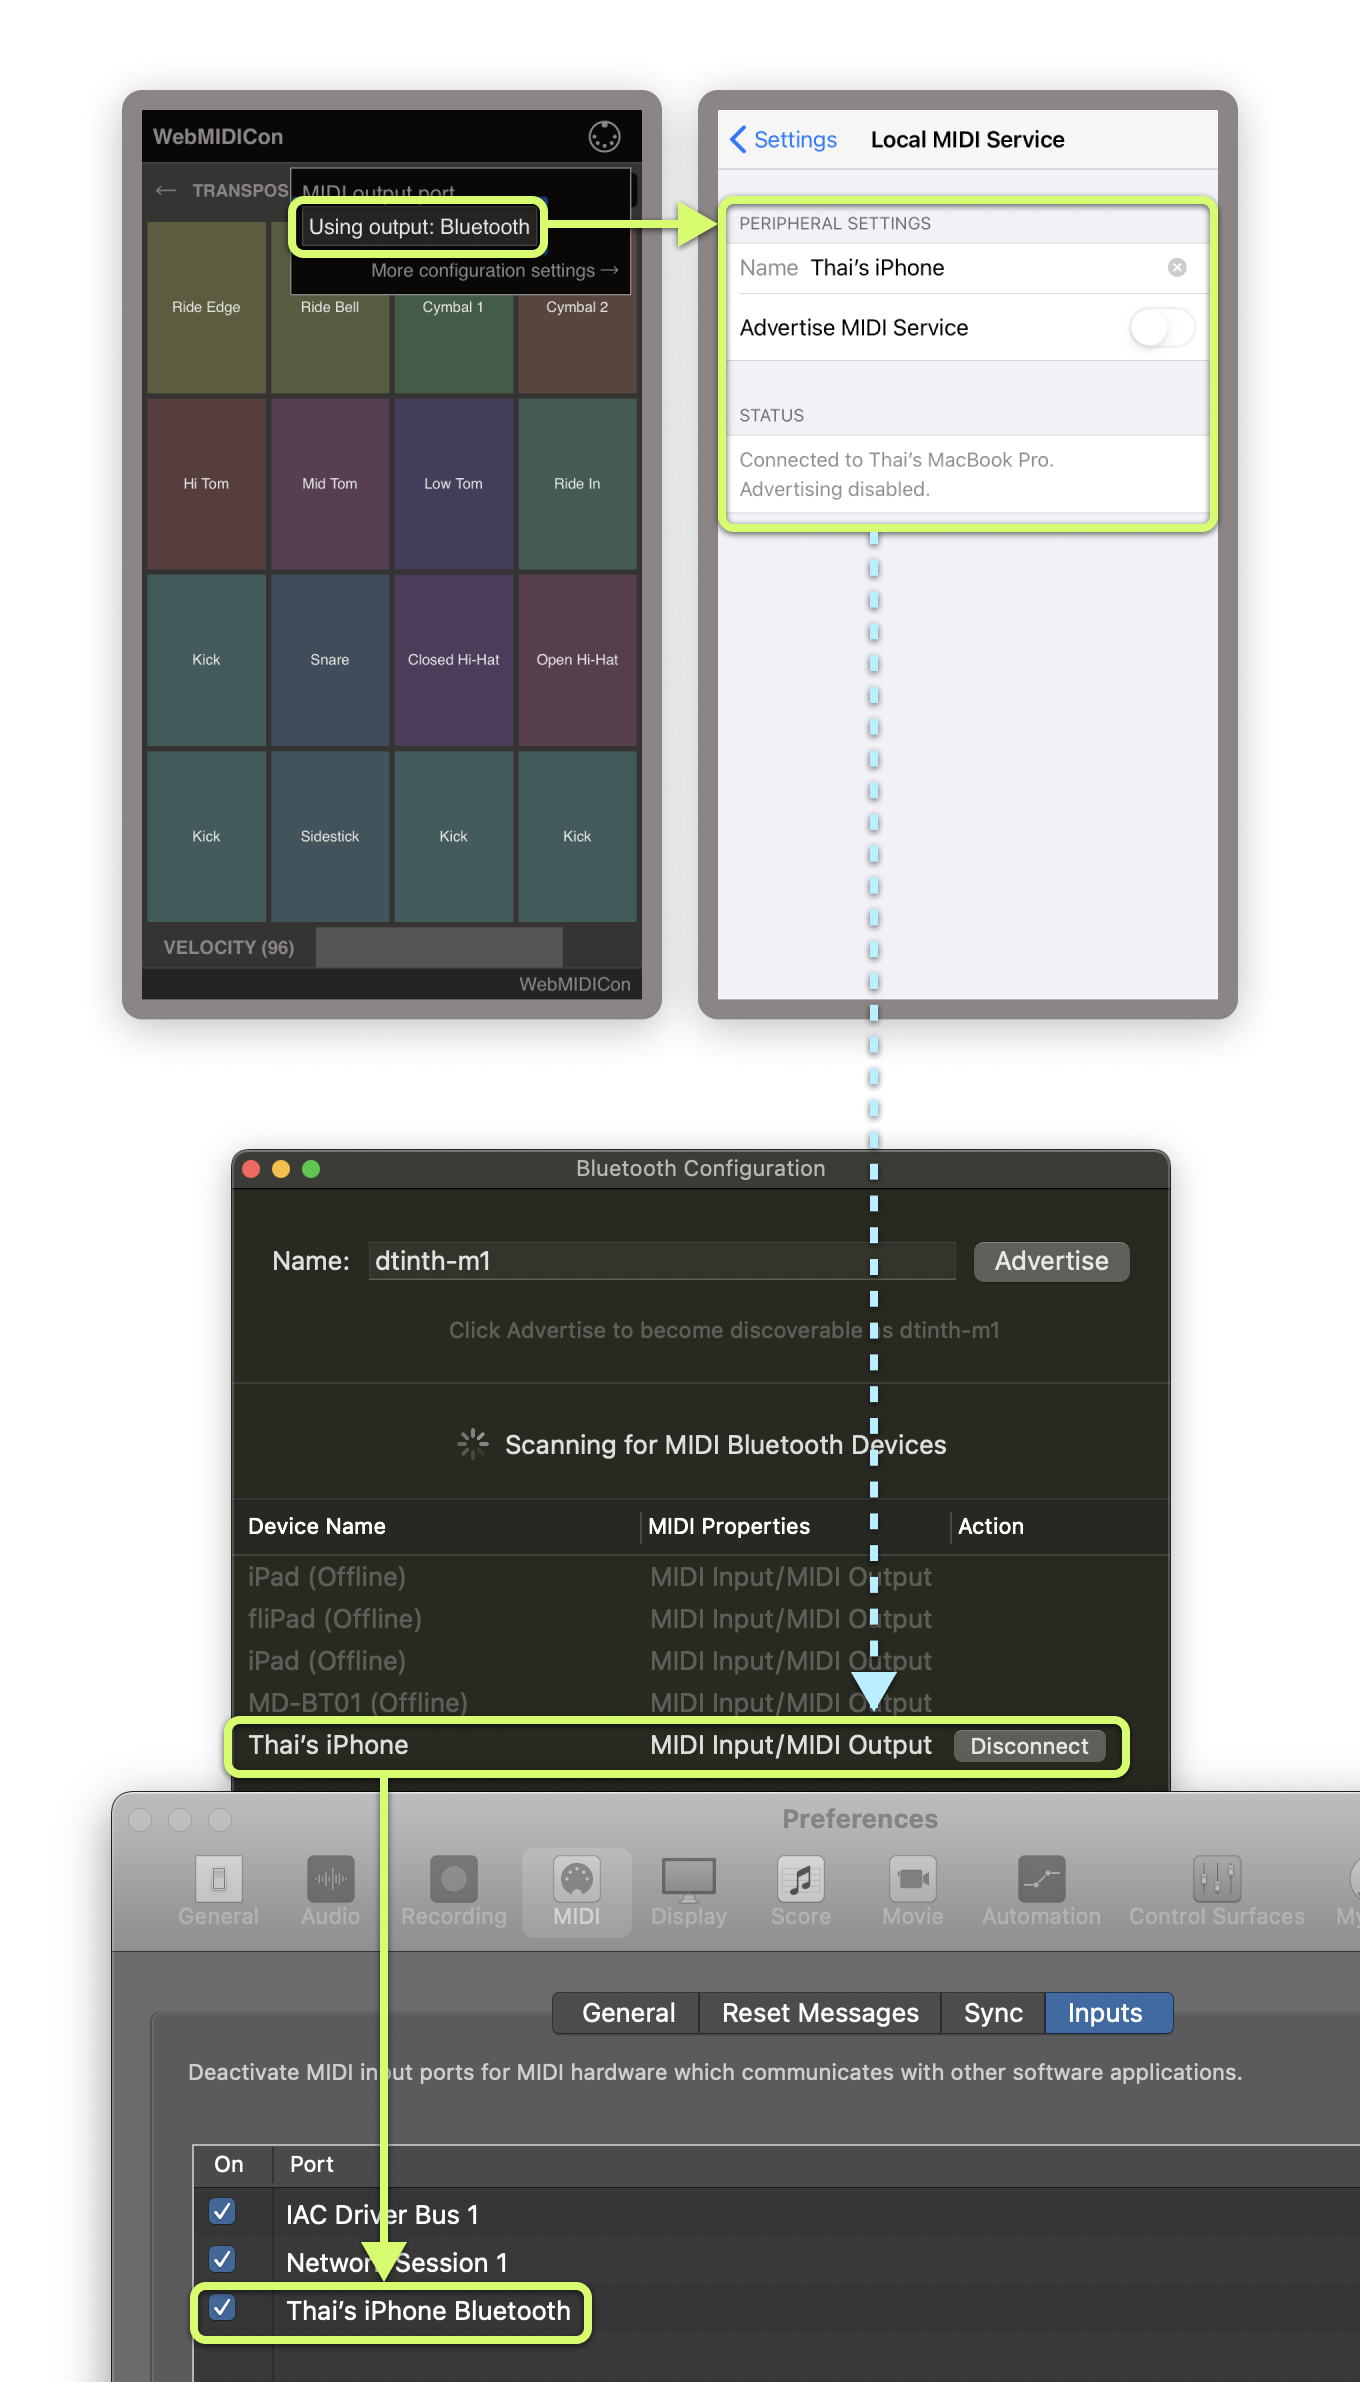 WebMIDICon
← TRANSPOS
MIDI output port
Using output: Bluetooth
More configuration settings →
Ride Edge
Ride Bell
Cymbal 1
Cymbal 2
Hi Tom
Mid Tom
Low Tom
Ride In
Kick
Snare
Closed Hi-Hat
Open Hi-Hat
Kick
Sidestick
Kick
Kick
VELOCITY (96)
WebMIDICon
Settings
Local MIDI Service
PERIPHERAL SETTINGS
Name Thai's iPhone
Advertise MIDI Service
STATUS
Connected to Thai's MacBook Pro.
Advertising disabled.
Bluetooth Configuration
Name: dtinth-m1
Advertise
Click Advertise to become discoverable as dtinth-m1
Scanning for MIDI Bluetooth Devices
Device Name MIDI Properties Action
iPad (Offline) MIDI Input/MIDI Output
fliPad (Offline) MIDI Input/MIDI Output
iPad (Offline) MIDI Input/MIDI Output
MD-BT01 (Offline) MIDI Input/MIDI Output
Thai's iPhone MIDI Input/MIDI Output Disconnect
Preferences
General Audio Recording MIDI Display Score Movie Automation Control Surfaces My
General Reset Messages Sync Inputs
Deactivate MIDI input ports for MIDI hardware which communicates with other software applications.
On Port
IAC Driver Bus 1
Network Session 1
Thai's iPhone Bluetooth